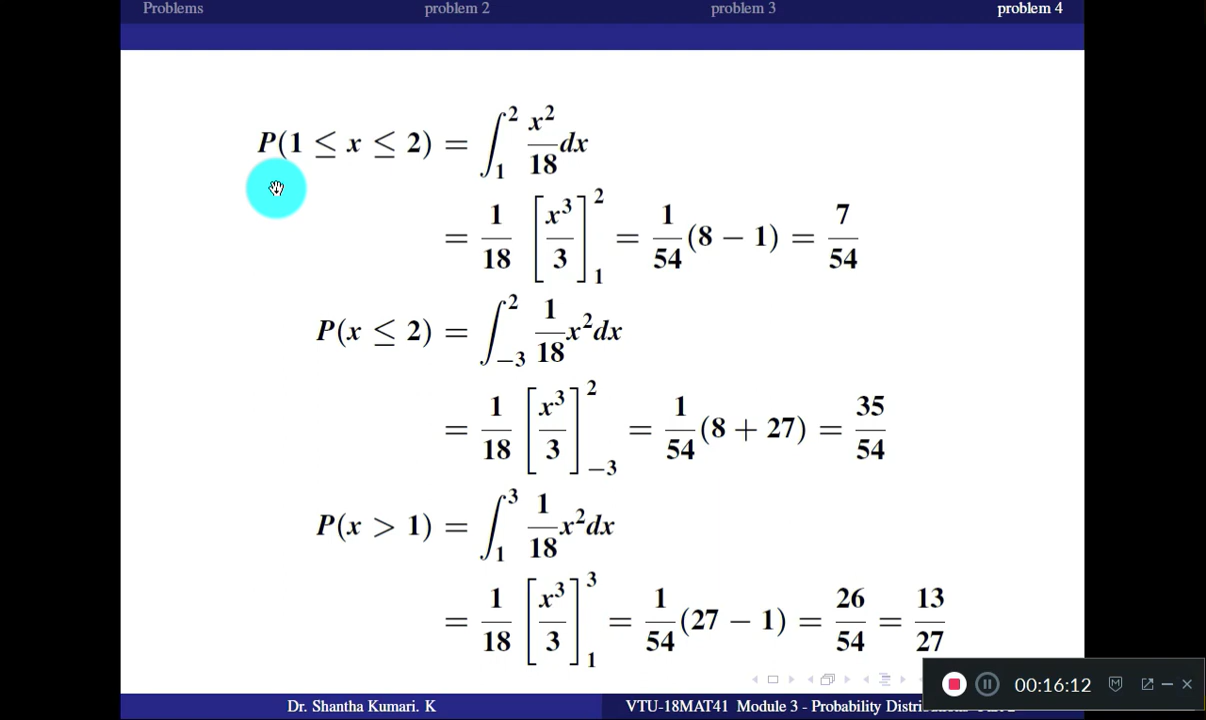 Problems problem 2 problem 3 problem 4
P(1 ≤ x ≤ 2) = ∫₁² x²/18 dx
= 1/18 [x³/3]₁² = 1/54 (8 − 1) = 7/54
P(x ≤ 2) = ∫₋₃² 1/18 x² dx
= 1/18 [x³/3]₋₃² = 1/54 (8 + 27) = 35/54
P(x > 1) = ∫₁³ 1/18 x² dx
= 1/18 [x³/3]₁³ = 1/54 (27 − 1) = 26/54 = 13/27
00:16:12
Dr. Shantha Kumari. K VTU-18MAT41 Module 3 - Probability